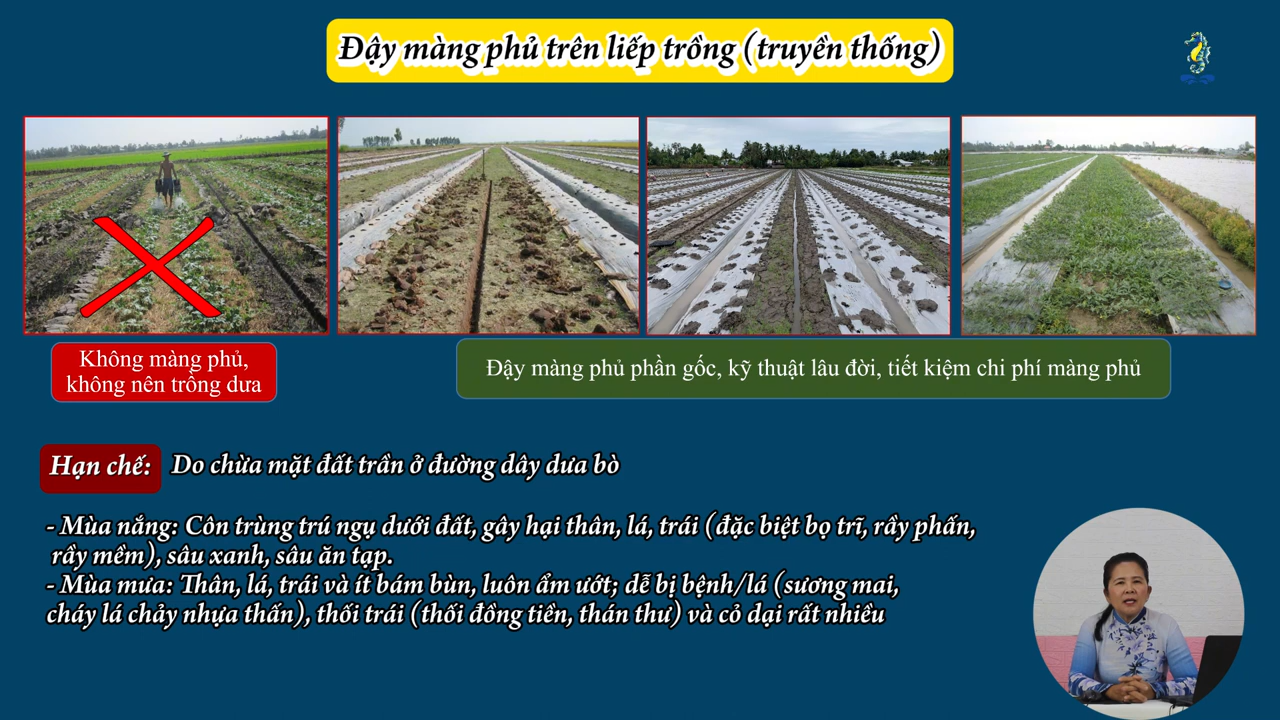 Đậy màng phủ trên liếp trồng (truyền thống)
Không màng phủ,
không nên trồng dưa
Đậy màng phủ phần gốc, kỹ thuật lâu đời, tiết kiệm chi phí màng phủ
Hạn chế: Do chừa mặt đất trần ở đường dây dưa bò
- Mùa nắng: Côn trùng trú ngụ dưới đất, gây hại thân, lá, trái (đặc biệt bọ trĩ, rầy phấn,
rầy mềm), sâu xanh, sâu ăn tạp.
- Mùa mưa: Thân, lá, trái và ít bám bùn, luôn ẩm ướt; dễ bị bệnh/lá (sương mai,
cháy lá chảy nhựa thấn), thối trái (thối đồng tiền, thán thư) và cỏ dại rất nhiều